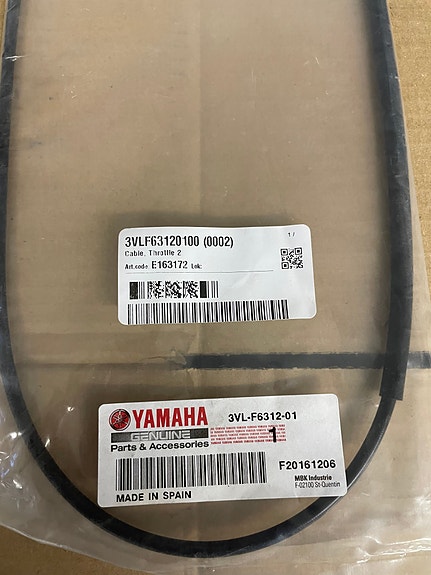 3VLF63120100 (0002)
1 /
Cable, Throttle 2
Art.code: E163172 Lok:
YAMAHA
GENUINE
Parts & Accessories
3VL-F6312-01
1
F20161206
MADE IN SPAIN
MBK Industrie
F-02100 St-Quentin